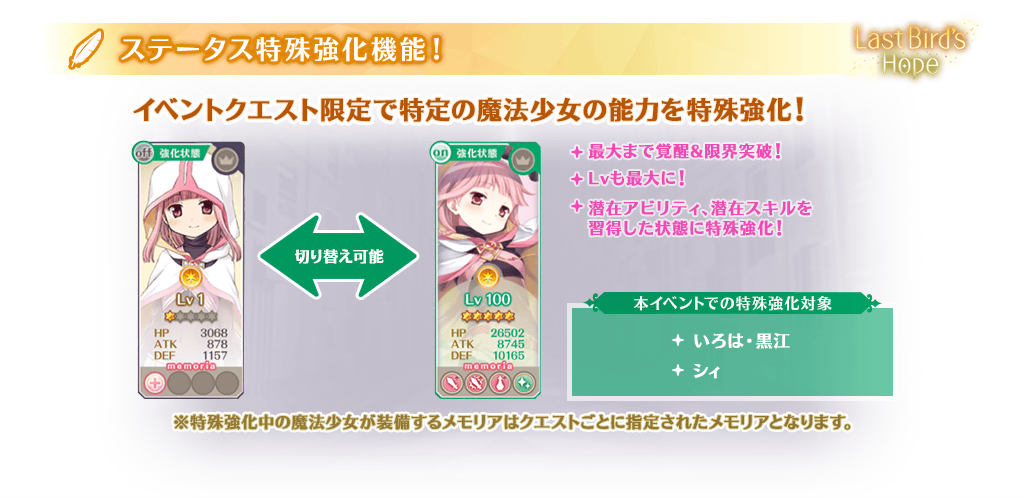 ステータス特殊強化機能!
Last Bird's
Hope
イベントクエスト限定で特定の魔法少女の能力を特殊強化!
off 強化状態
Lv 1
HP 3068
ATK 878
DEF 1157
memoria
切り替え可能
on 強化状態
Lv 100
HP 26502
ATK 8745
DEF 10165
memoria
最大まで覚醒&限界突破!
Lvも最大に!
潜在アビリティ、潜在スキルを
習得した状態に特殊強化!
本イベントでの特殊強化対象
いろは・黒江
シィ
※特殊強化中の魔法少女が装備するメモリアはクエストごとに指定されたメモリアとなります。